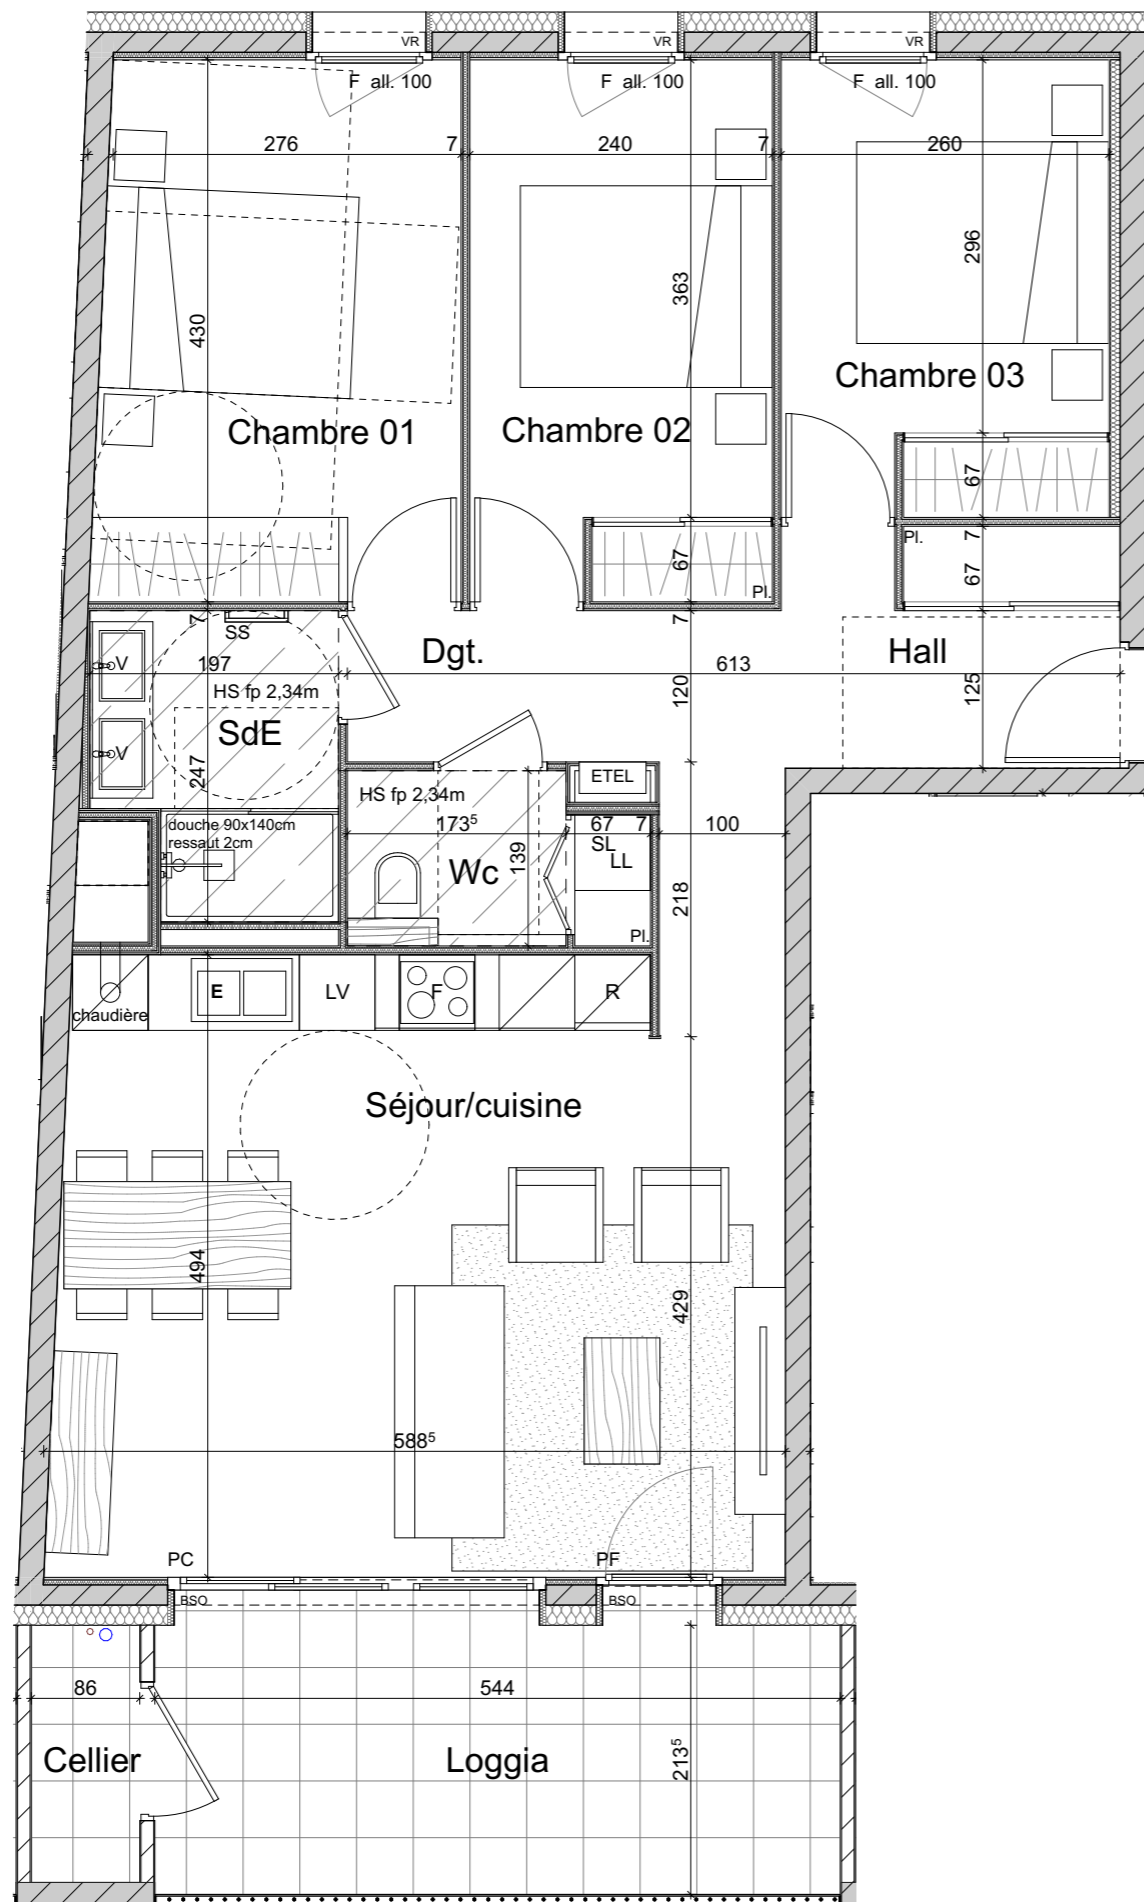 VR VR VR
F all. 100 F all. 100 F all. 100
276 7 240 7 260
296
363
430
Chambre 03
Chambre 01 Chambre 02
67
67
Pl.
7
67
Pl.
7
SS
7
Dgt. Hall
V 197 613
HS fp 2,34m
120
125
SdE
V
247
HS fp 2,34m
ETEL
douche 90x140cm
ressaut 2cm
173⁵ 67 7 100
SL
LL
139
Wc
218
Pl.
E LV F R
chaudière
Séjour/cuisine
494
429
588⁵
PC PF
BSO BSO
86 544
Cellier Loggia
213⁵